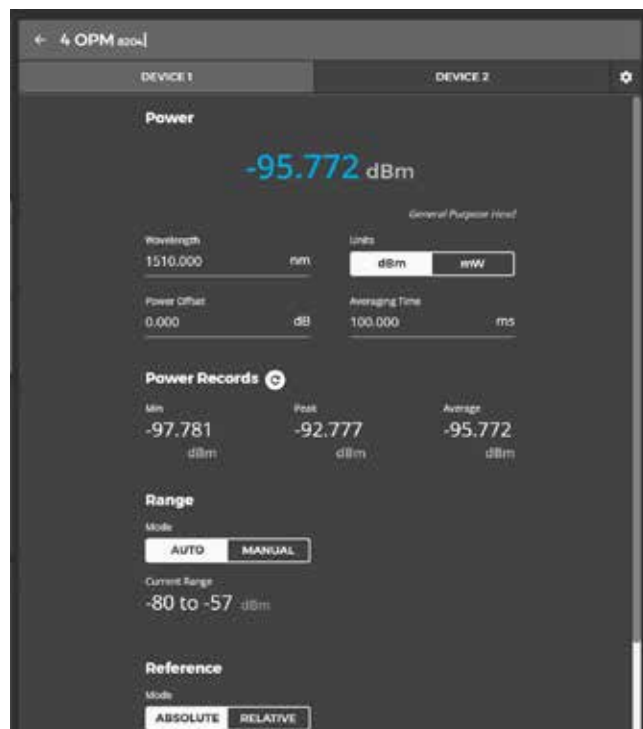 ← 4 OPM 8204
DEVICE 1 DEVICE 2
Power
-95.772 dBm
General Purpose Head
Wavelength Units
1510.000 nm dBm mW
Power Offset Averaging Time
0.000 dB 100.000 ms
Power Records
Min Peak Average
-97.781 -92.777 -95.772
dBm dBm dBm
Range
Mode
AUTO MANUAL
Current Range
-80 to -57 dBm
Reference
Mode
ABSOLUTE RELATIVE